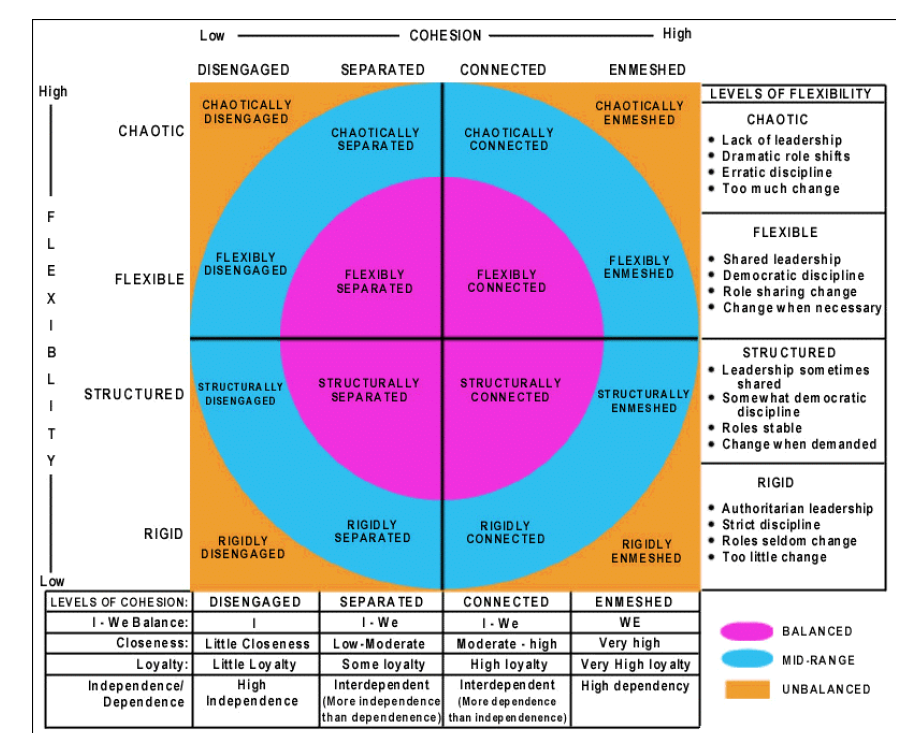 Low COHESION High
DISENGAGED SEPARATED CONNECTED ENMESHED
High
CHAOTIC
FLEXIBLE
STRUCTURED
RIGID
Low
F
L
E
X
I
B
L
I
T
Y
CHAOTICALLY
DISENGAGED
CHAOTICALLY
SEPARATED
CHAOTICALLY
CONNECTED
CHAOTICALLY
ENMESHED
FLEXIBLY
DISENGAGED
FLEXIBLY
SEPARATED
FLEXIBLY
CONNECTED
FLEXIBLY
ENMESHED
STRUCTURALLY
DISENGAGED
STRUCTURALLY
SEPARATED
STRUCTURALLY
CONNECTED
STRUCTURALLY
ENMESHED
RIGIDLY
DISENGAGED
RIGIDLY
SEPARATED
RIGIDLY
CONNECTED
RIGIDLY
ENMESHED
LEVELS OF FLEXIBILITY
CHAOTIC
• Lack of leadership
• Dramatic role shifts
• Erratic discipline
• Too much change
FLEXIBLE
• Shared leadership
• Democratic discipline
• Role sharing change
• Change when necessary
STRUCTURED
• Leadership sometimes
shared
• Somewhat democratic
discipline
• Roles stable
• Change when demanded
RIGID
• Authoritarian leadership
• Strict discipline
• Roles seldom change
• Too little change
LEVELS OF COHESION: DISENGAGED SEPARATED CONNECTED ENMESHED
I - We Balance: I I - We I - We WE
Closeness: Little Closeness Low-Moderate Moderate - high Very high
Loyalty: Little Loyalty Some loyalty High loyalty Very High loyalty
Independence/ High Interdependent Interdependent High dependency
Dependence Independence (More independence (More dependence
than dependenence) than independenence)
BALANCED
MID-RANGE
UNBALANCED